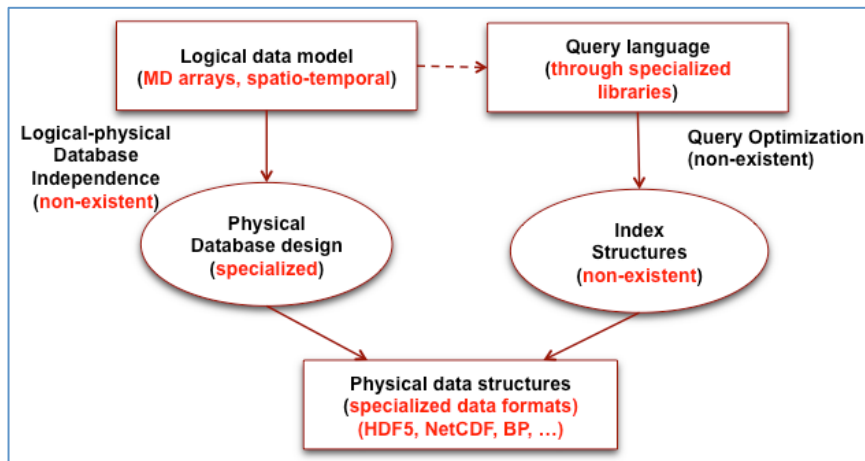 Logical data model
(MD arrays, spatio-temporal)
Query language
(through specialized
libraries)
Logical-physical
Database
Independence
(non-existent)
Query Optimization
(non-existent)
Physical
Database design
(specialized)
Index
Structures
(non-existent)
Physical data structures
(specialized data formats)
(HDF5, NetCDF, BP, …)